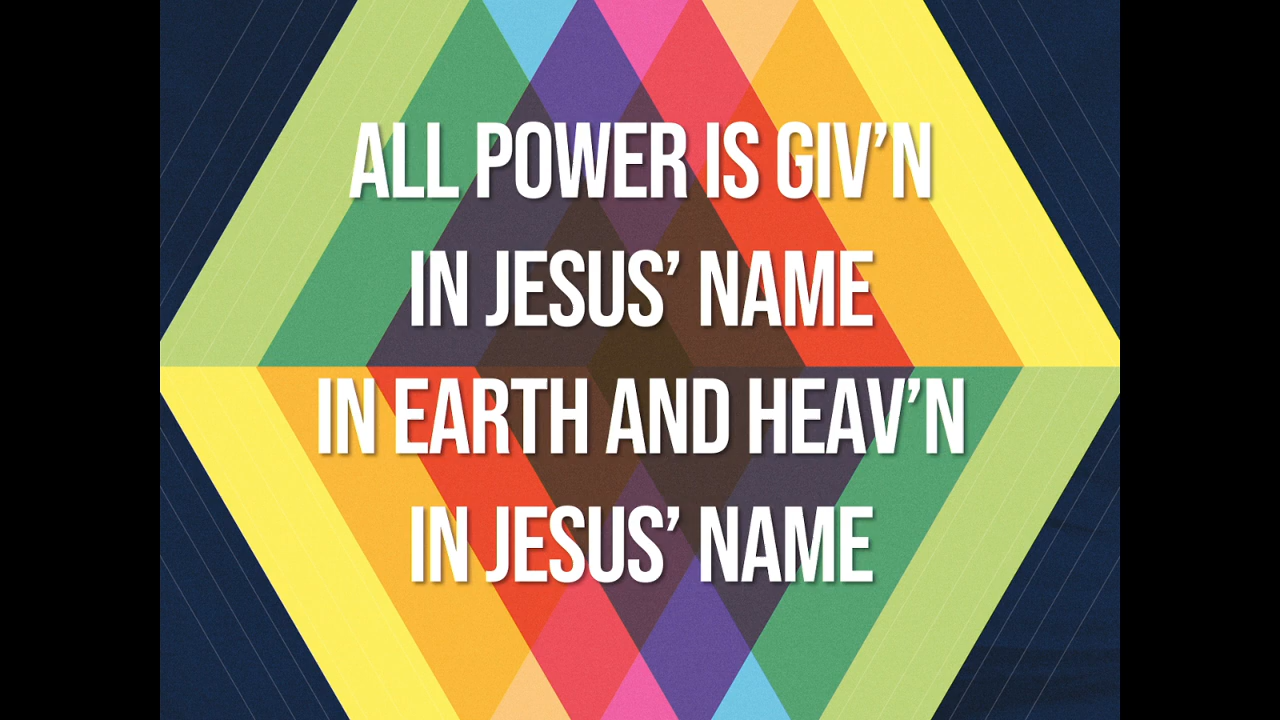 ALL POWER IS GIV’N
IN JESUS’ NAME
IN EARTH AND HEAV’N
IN JESUS’ NAME